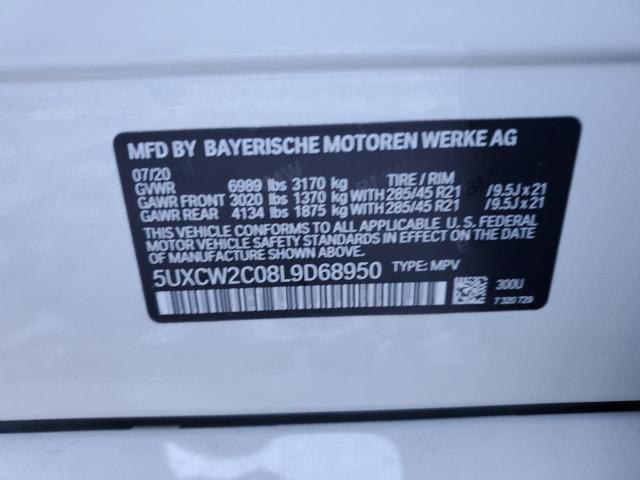 MFD BY BAYERISCHE MOTOREN WERKE AG
07/20
GVWR 6989 lbs 3170 kg TIRE / RIM
GAWR FRONT 3020 lbs 1370 kg WITH 285/45 R21 /9.5J x 21
GAWR REAR 4134 lbs 1875 kg WITH 285/45 R21 /9.5J x 21
THIS VEHICLE CONFORMS TO ALL APPLICABLE U. S. FEDERAL
MOTOR VEHICLE SAFETY STANDARDS IN EFFECT ON THE DATE OF
MANUFACTURE SHOWN ABOVE.
5UXCW2C08L9D68950 TYPE: MPV
300U
7 320 729